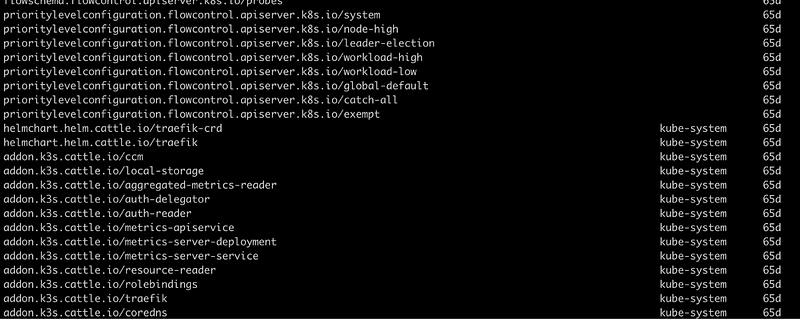 flowschema.flowcontrol.apiserver.k8s.io/probes 65d
prioritylevelconfiguration.flowcontrol.apiserver.k8s.io/system 65d
prioritylevelconfiguration.flowcontrol.apiserver.k8s.io/node-high 65d
prioritylevelconfiguration.flowcontrol.apiserver.k8s.io/leader-election 65d
prioritylevelconfiguration.flowcontrol.apiserver.k8s.io/workload-high 65d
prioritylevelconfiguration.flowcontrol.apiserver.k8s.io/workload-low 65d
prioritylevelconfiguration.flowcontrol.apiserver.k8s.io/global-default 65d
prioritylevelconfiguration.flowcontrol.apiserver.k8s.io/catch-all 65d
prioritylevelconfiguration.flowcontrol.apiserver.k8s.io/exempt 65d
helmchart.helm.cattle.io/traefik-crd kube-system 65d
helmchart.helm.cattle.io/traefik kube-system 65d
addon.k3s.cattle.io/ccm kube-system 65d
addon.k3s.cattle.io/local-storage kube-system 65d
addon.k3s.cattle.io/aggregated-metrics-reader kube-system 65d
addon.k3s.cattle.io/auth-delegator kube-system 65d
addon.k3s.cattle.io/auth-reader kube-system 65d
addon.k3s.cattle.io/metrics-apiservice kube-system 65d
addon.k3s.cattle.io/metrics-server-deployment kube-system 65d
addon.k3s.cattle.io/metrics-server-service kube-system 65d
addon.k3s.cattle.io/resource-reader kube-system 65d
addon.k3s.cattle.io/rolebindings kube-system 65d
addon.k3s.cattle.io/traefik kube-system 65d
addon.k3s.cattle.io/coredns kube-system 65d